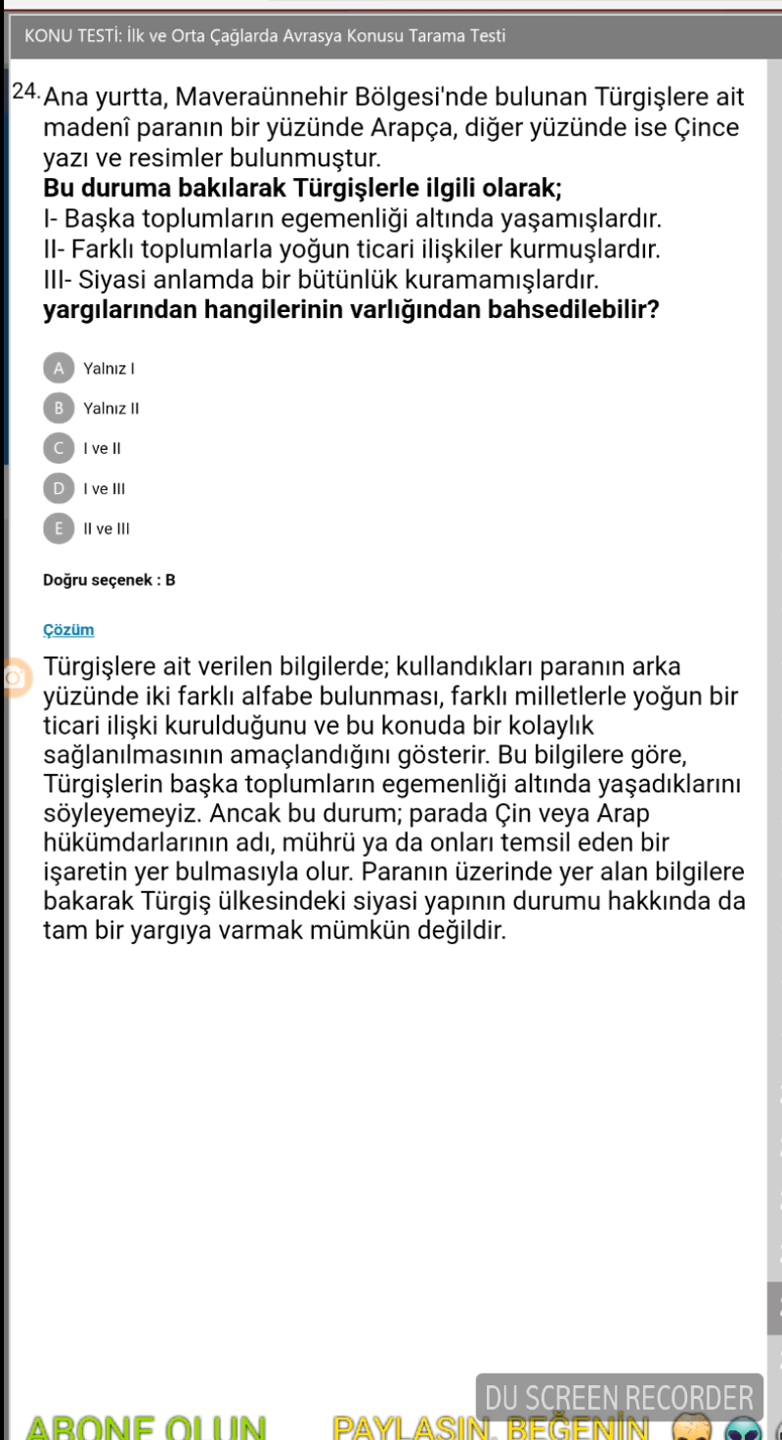 KONU TESTİ: İlk ve Orta Çağlarda Avrasya Konusu Tarama Testi
24. Ana yurtta, Maveraünnehir Bölgesi'nde bulunan Türgişlere ait
madenî paranın bir yüzünde Arapça, diğer yüzünde ise Çince
yazı ve resimler bulunmuştur.
Bu duruma bakılarak Türgişlerle ilgili olarak;
I- Başka toplumların egemenliği altında yaşamışlardır.
II- Farklı toplumlarla yoğun ticari ilişkiler kurmuşlardır.
III- Siyasi anlamda bir bütünlük kuramamışlardır.
yargılarından hangilerinin varlığından bahsedilebilir?
A Yalnız I
B Yalnız II
C I ve II
D I ve III
E II ve III
Doğru seçenek : B
Çözüm
Türgişlere ait verilen bilgilerde; kullandıkları paranın arka
yüzünde iki farklı alfabe bulunması, farklı milletlerle yoğun bir
ticari ilişki kurulduğunu ve bu konuda bir kolaylık
sağlanılmasının amaçlandığını gösterir. Bu bilgilere göre,
Türgişlerin başka toplumların egemenliği altında yaşadıklarını
söyleyemeyiz. Ancak bu durum; parada Çin veya Arap
hükümdarlarının adı, mührü ya da onları temsil eden bir
işaretin yer bulmasıyla olur. Paranın üzerinde yer alan bilgilere
bakarak Türgiş ülkesindeki siyasi yapının durumu hakkında da
tam bir yargıya varmak mümkün değildir.
DU SCREEN RECORDER
ABONE OLUN PAYLAŞIN, BEĞENİN